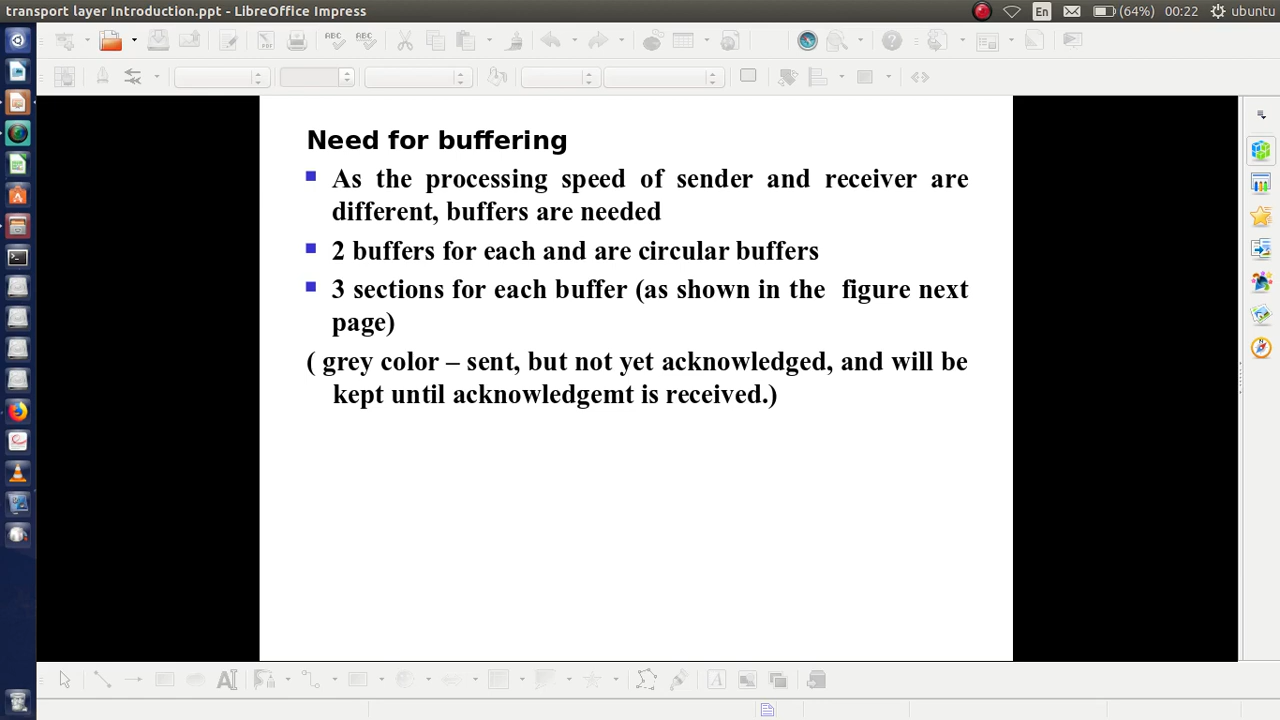 transport layer Introduction.ppt - LibreOffice Impress
En
(64%)
00:22
ubuntu
ABC
ABC
Need for buffering
As the processing speed of sender and receiver are
different, buffers are needed
2 buffers for each and are circular buffers
3 sections for each buffer (as shown in the figure next
page)
( grey color – sent, but not yet acknowledged, and will be
kept until acknowledgemt is received.)